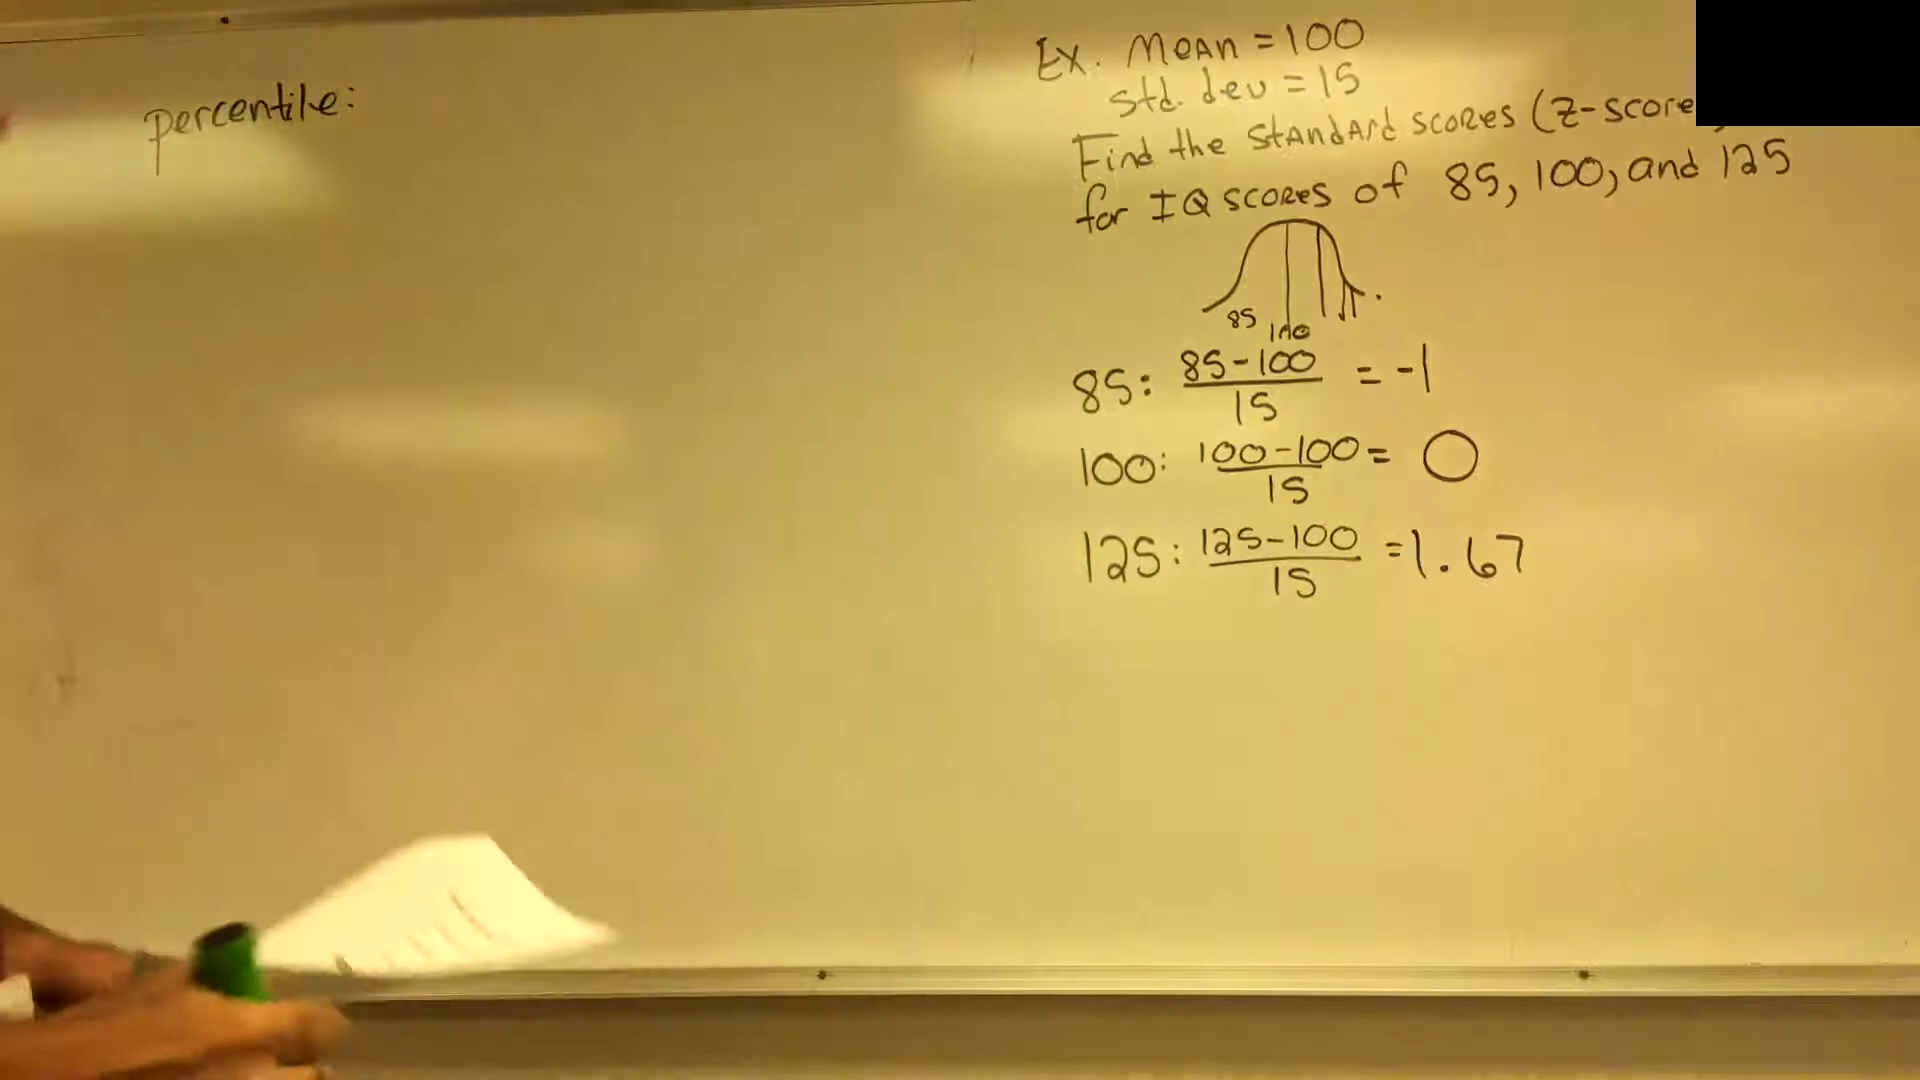 percentile:
Ex. Mean = 100
std. dev = 15
Find the standard scores (z-score
for IQ scores of 85, 100, and 125
85 100
85: 85-100 / 15 = -1
100: 100-100 / 15 = 0
125: 125-100 / 15 = 1.67